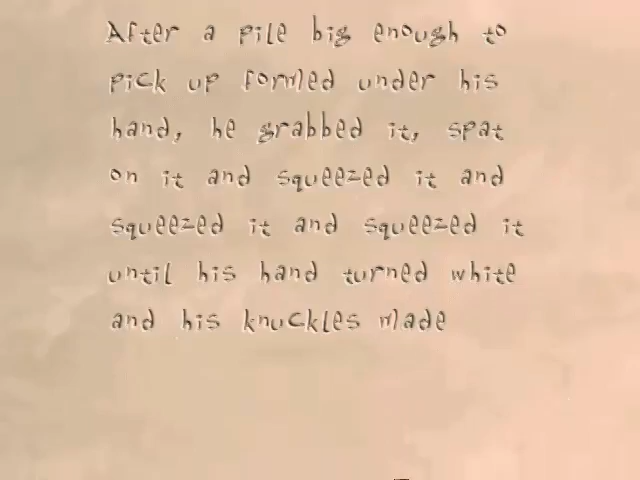 After a pile big enough to
pick up formed under his
hand, he grabbed it, spat
on it and squeezed it and
squeezed it and squeezed it
until his hand turned white
and his knuckles made